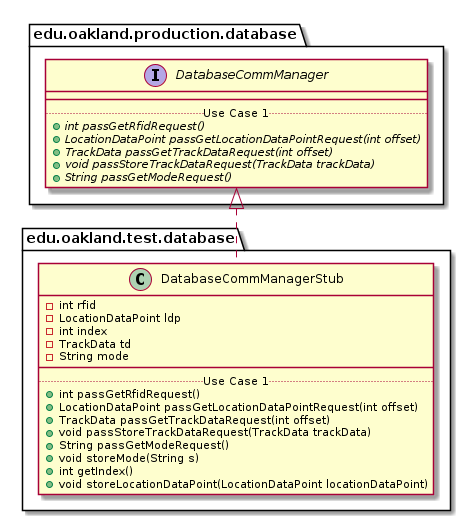 edu.oakland.production.database
I DatabaseCommManager
Use Case 1
int passGetRfidRequest()
LocationDataPoint passGetLocationDataPointRequest(int offset)
TrackData passGetTrackDataRequest(int offset)
void passStoreTrackDataRequest(TrackData trackData)
String passGetModeRequest()
edu.oakland.test.database
C DatabaseCommManagerStub
int rfid
LocationDataPoint ldp
int index
TrackData td
String mode
Use Case 1
int passGetRfidRequest()
LocationDataPoint passGetLocationDataPointRequest(int offset)
TrackData passGetTrackDataRequest(int offset)
void passStoreTrackDataRequest(TrackData trackData)
String passGetModeRequest()
void storeMode(String s)
int getIndex()
void storeLocationDataPoint(LocationDataPoint locationDataPoint)